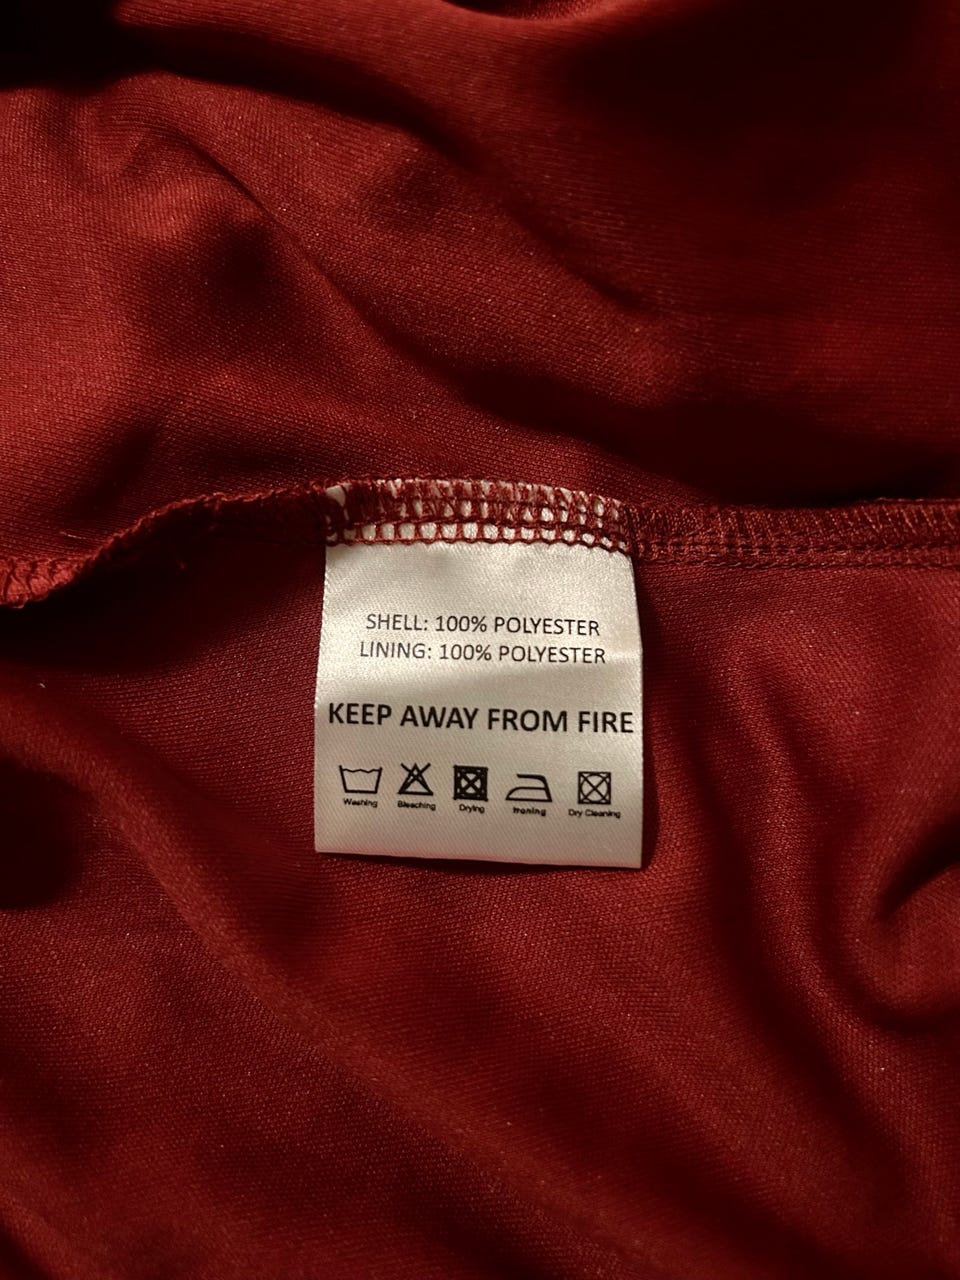 SHELL: 100% POLYESTER
LINING: 100% POLYESTER
KEEP AWAY FROM FIRE
Washing Bleaching Drying Ironing Dry Cleaning